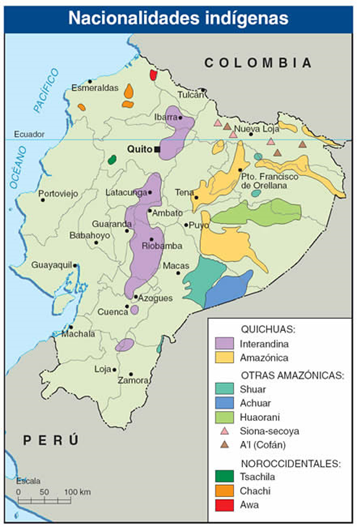 Nacionalidades indígenas
COLOMBIA
OCÉANO
PACÍFICO
Esmeraldas
Tulcán
Ibarra
Ecuador
Nueva Loja
Quito
Pto. Francisco
de Orellana
Portoviejo
Latacunga
Tena
Ambato
Guaranda
Puyo
Babahoyo
Riobamba
Guayaquil
Macas
Azogues
Cuenca
Machala
Loja
Zamora
PERÚ
Escala
0 50 100 km
QUICHUAS:
Interandina
Amazónica
OTRAS AMAZÓNICAS:
Shuar
Achuar
Huaorani
Siona-secoya
A'I (Cofán)
NOROCCIDENTALES:
Tsachila
Chachi
Awa